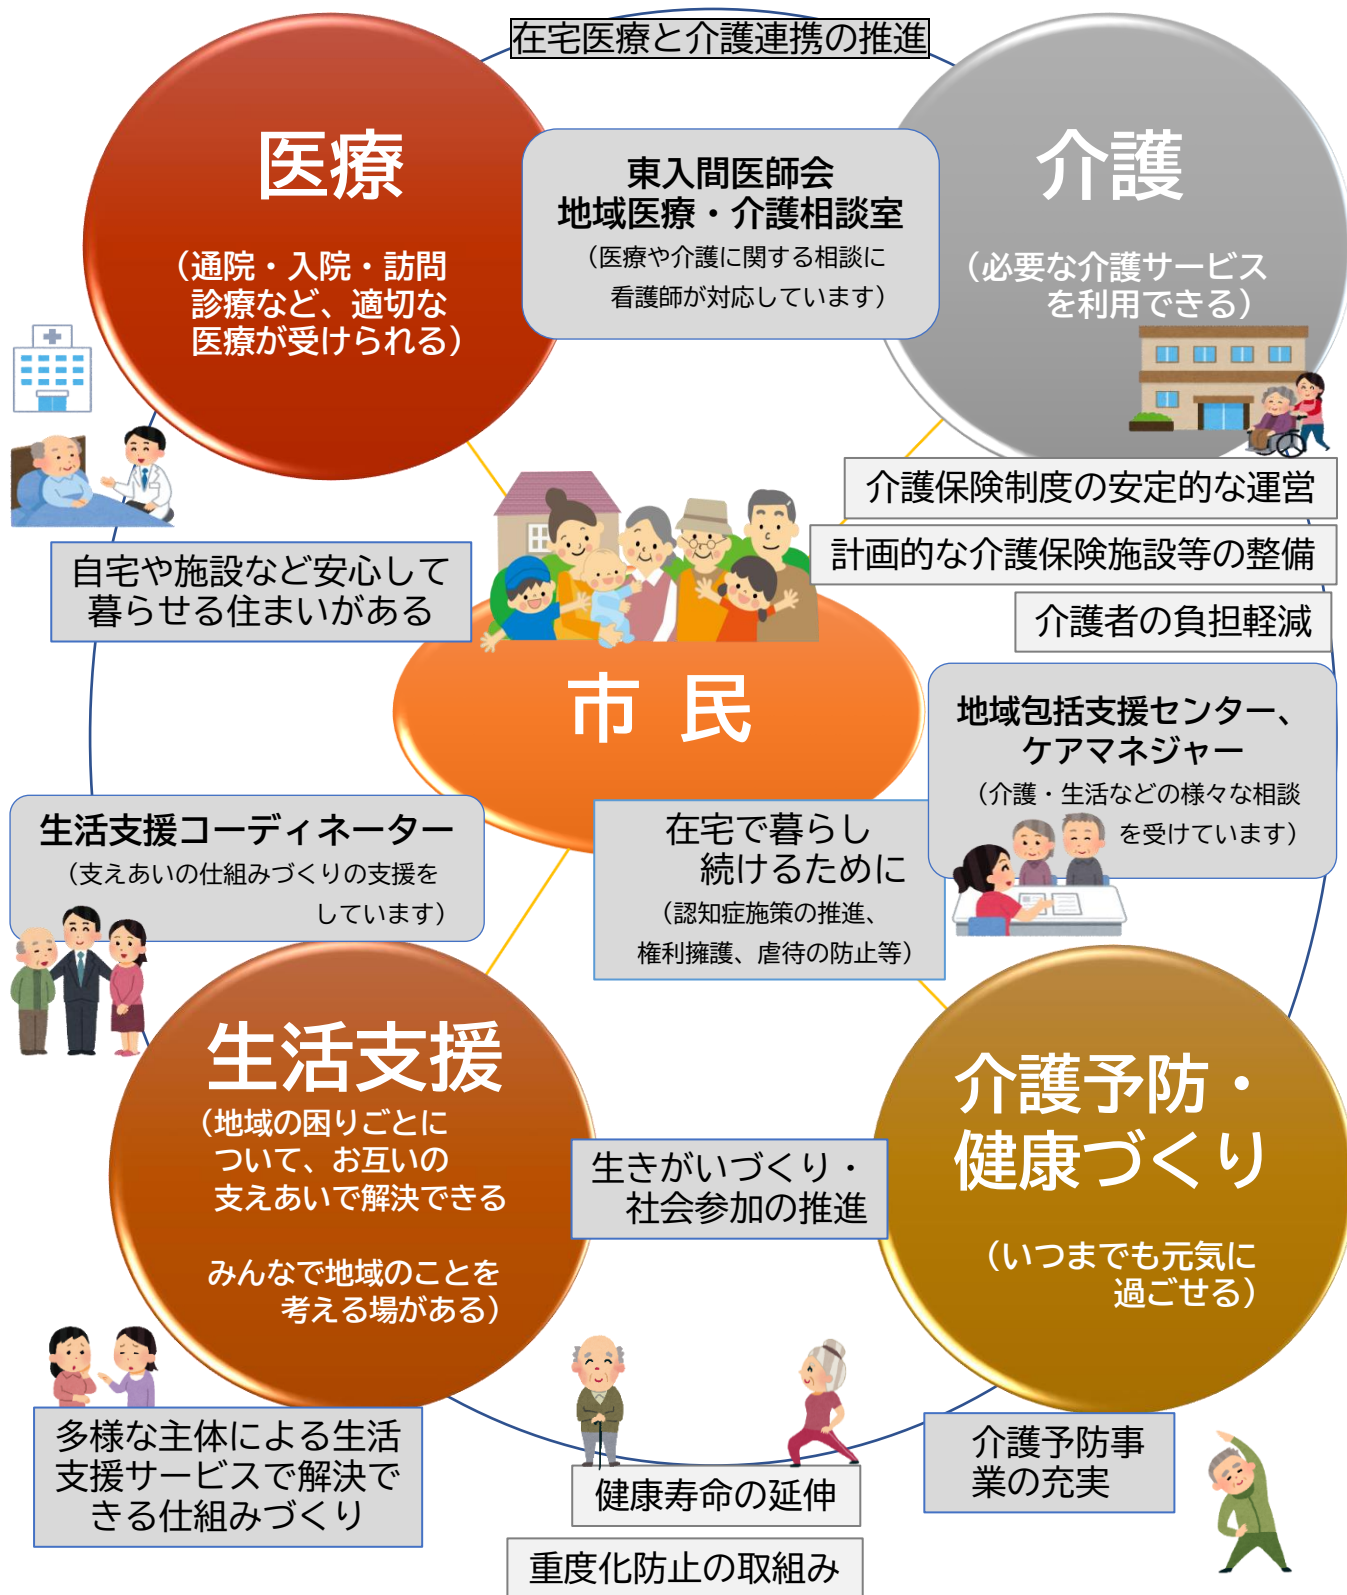 在宅医療と介護連携の推進
医療
（通院・入院・訪問
診療など、適切な
医療が受けられる）
東入間医師会
地域医療・介護相談室
（医療や介護に関する相談に
看護師が対応しています）
介護
（必要な介護サービス
を利用できる）
介護保険制度の安定的な運営
計画的な介護保険施設等の整備
介護者の負担軽減
自宅や施設など安心して
暮らせる住まいがある
市 民
地域包括支援センター、
ケアマネジャー
（介護・生活などの様々な相談
を受けています）
生活支援コーディネーター
（支えあいの仕組みづくりの支援を
しています）
在宅で暮らし
続けるために
（認知症施策の推進、
権利擁護、虐待の防止等）
生活支援
（地域の困りごとに
ついて、お互いの
支えあいで解決できる
みんなで地域のことを
考える場がある）
生きがいづくり・
社会参加の推進
介護予防・
健康づくり
（いつまでも元気に
過ごせる）
多様な主体による生活
支援サービスで解決で
きる仕組みづくり
健康寿命の延伸
重度化防止の取組み
介護予防事
業の充実